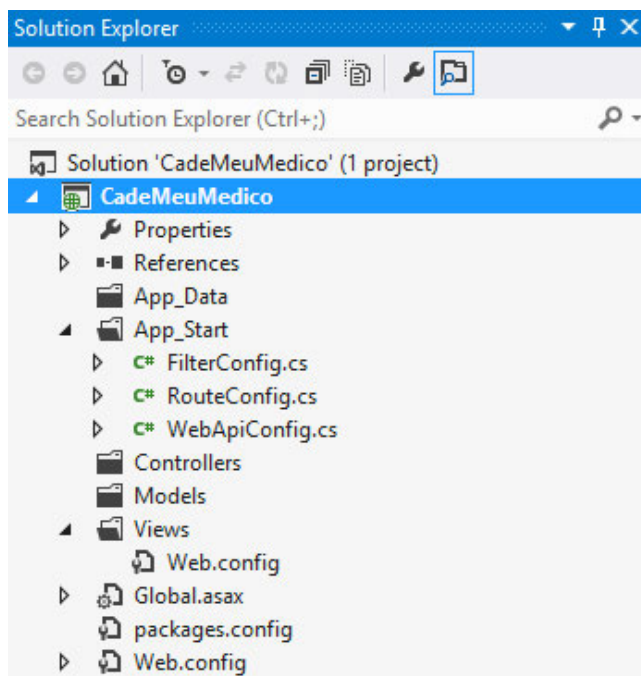 Solution Explorer
Search Solution Explorer (Ctrl+;)
Solution 'CadeMeuMedico' (1 project)
CadeMeuMedico
Properties
References
App_Data
App_Start
C# FilterConfig.cs
C# RouteConfig.cs
C# WebApiConfig.cs
Controllers
Models
Views
Web.config
Global.asax
packages.config
Web.config